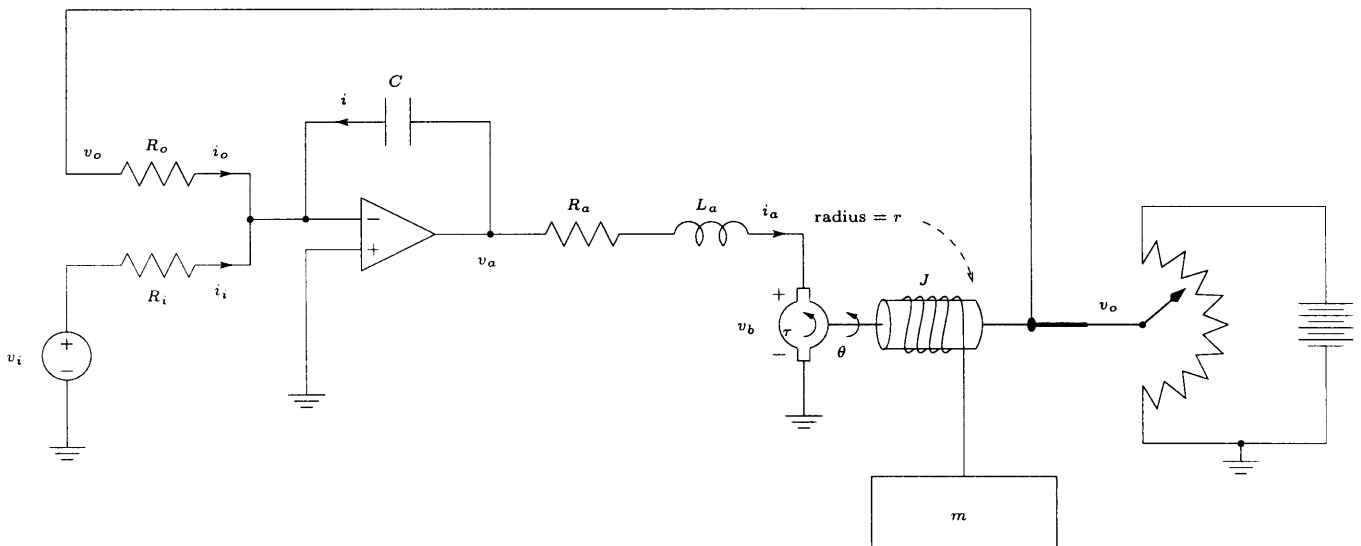 C
i
v_o
R_o
i_o
R_a
L_a
i_a
radius = r
−
+
v_a
R_i
i_i
J
+
v_b
τ
−
θ
v_o
v_i
+
−
m